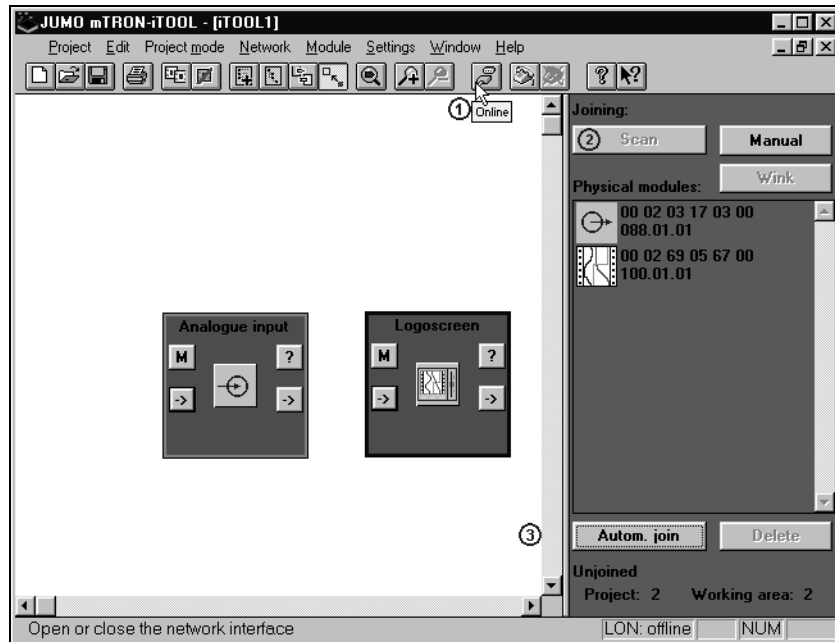 JUMO mTRON-iTOOL - [iTOOL1]
Project Edit Project mode Network Module Settings Window Help
1 Online
Joining:
2 Scan Manual
Wink
Physical modules:
00 02 03 17 03 00
088.01.01
00 02 69 05 67 00
100.01.01
Analogue input
M ?
-> ->
Logoscreen
M ?
-> ->
3
Autom. join Delete
Unjoined
Project: 2 Working area: 2
Open or close the network interface LON: offline NUM